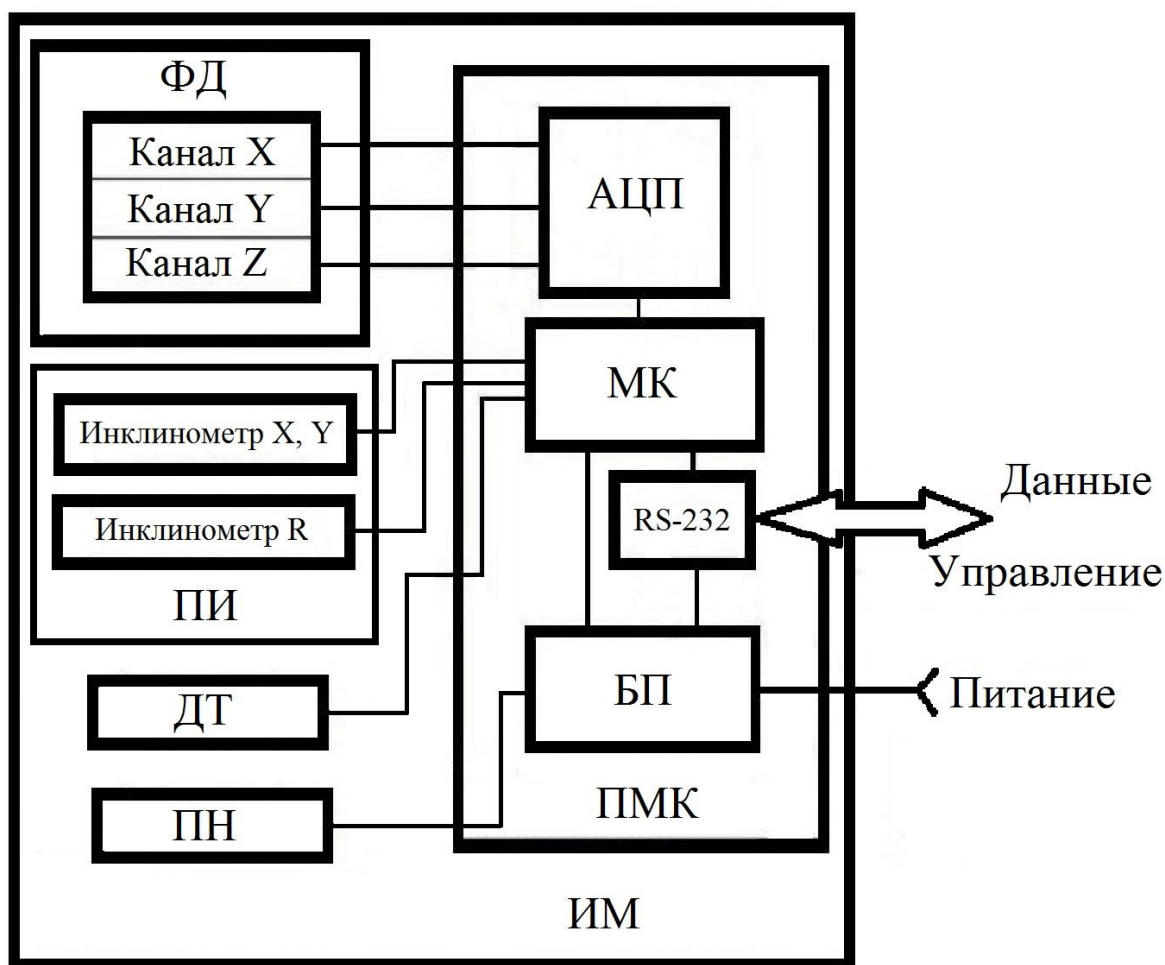 ФД
Канал X
Канал Y
Канал Z
АЦП
МК
Инклинометр X, Y
Инклинометр R
ПИ
RS-232
Данные
Управление
ДТ
БП
Питание
ПН
ПМК
ИМ